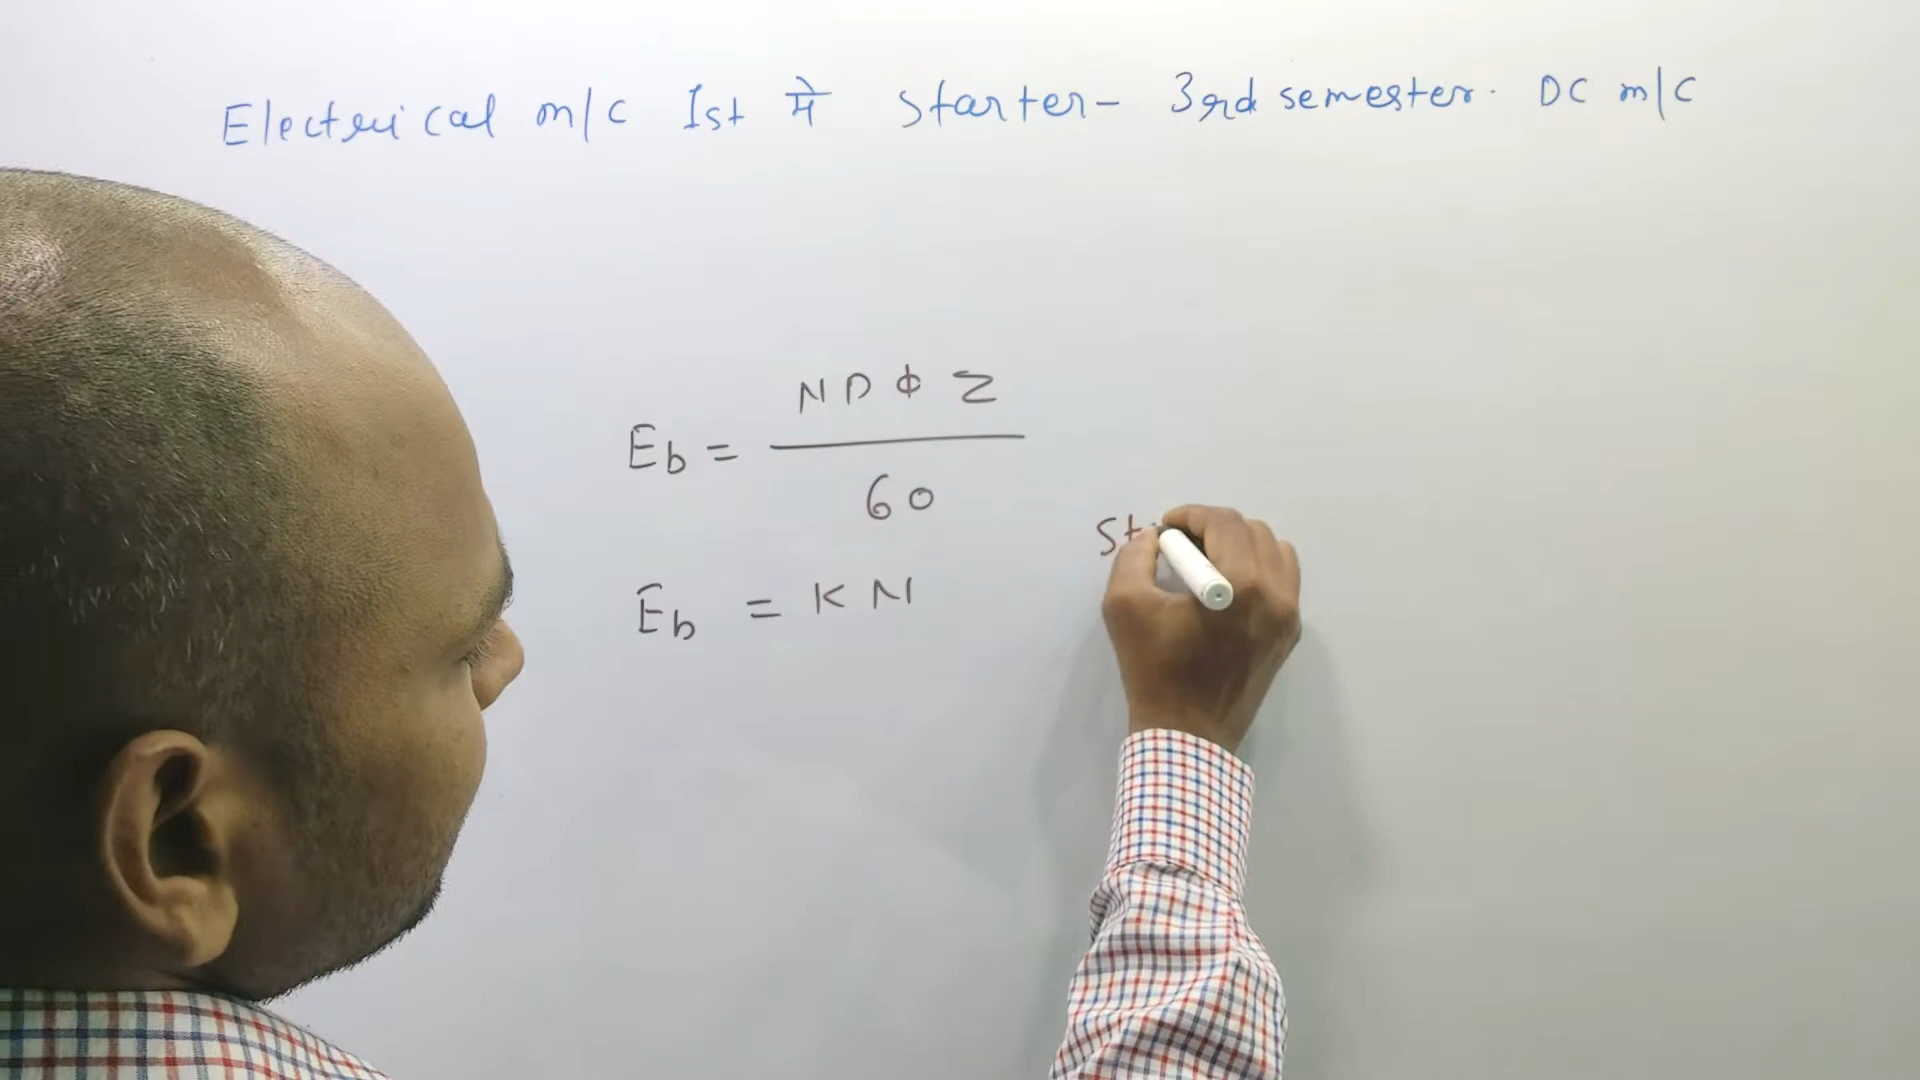 Electrical m/c Ist में Starter- 3rd semester. DC m/c
NPΦZ
Eb = ———
60
Eb = KN
St